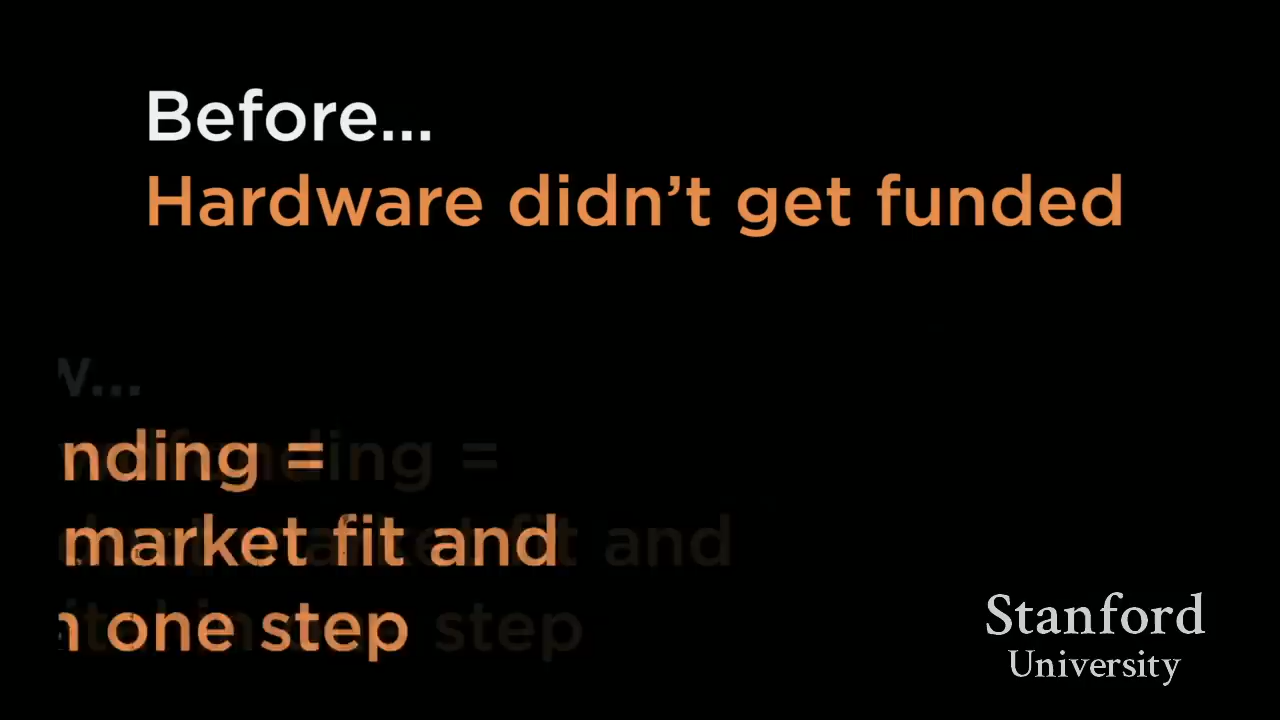 Before...
Hardware didn’t get funded
w...
nding =
market fit and
one step
Stanford
University